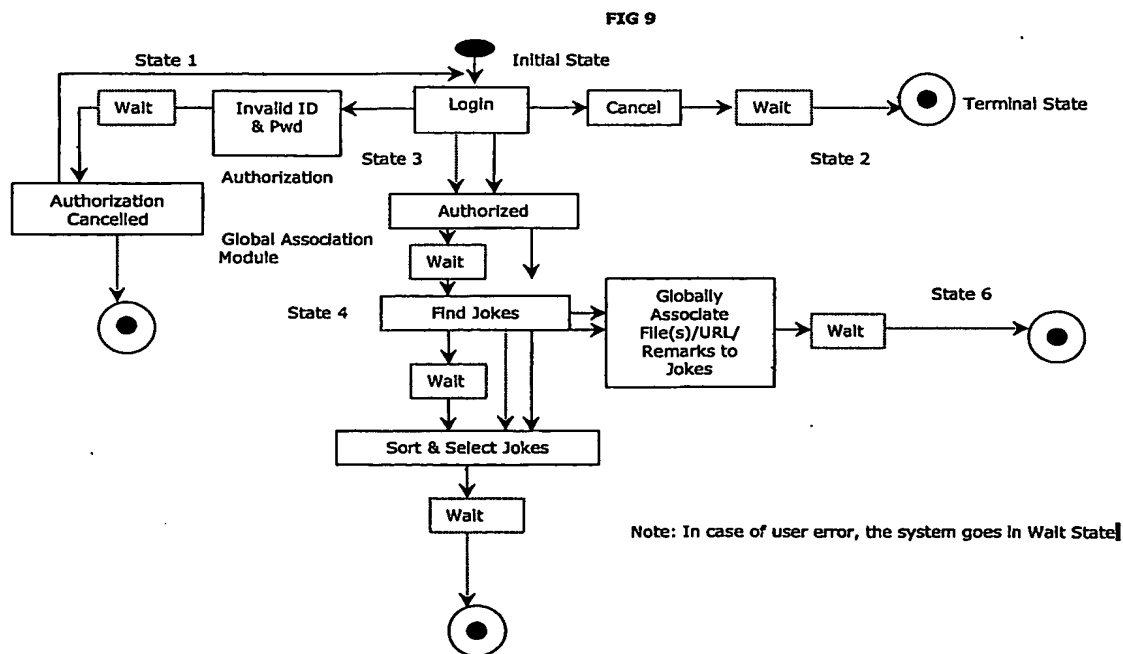 FIG 9
State 1
Initial State
Wait
Invalid ID
& Pwd
Login
Cancel
Wait
Terminal State
State 3
State 2
Authorization
Authorization
Cancelled
Authorized
Global Association
Module
Wait
State 4
Find Jokes
Globally
Associate
File(s)/URL/
Remarks to
Jokes
State 6
Wait
Wait
Sort & Select Jokes
Wait
Note: In case of user error, the system goes in Wait State